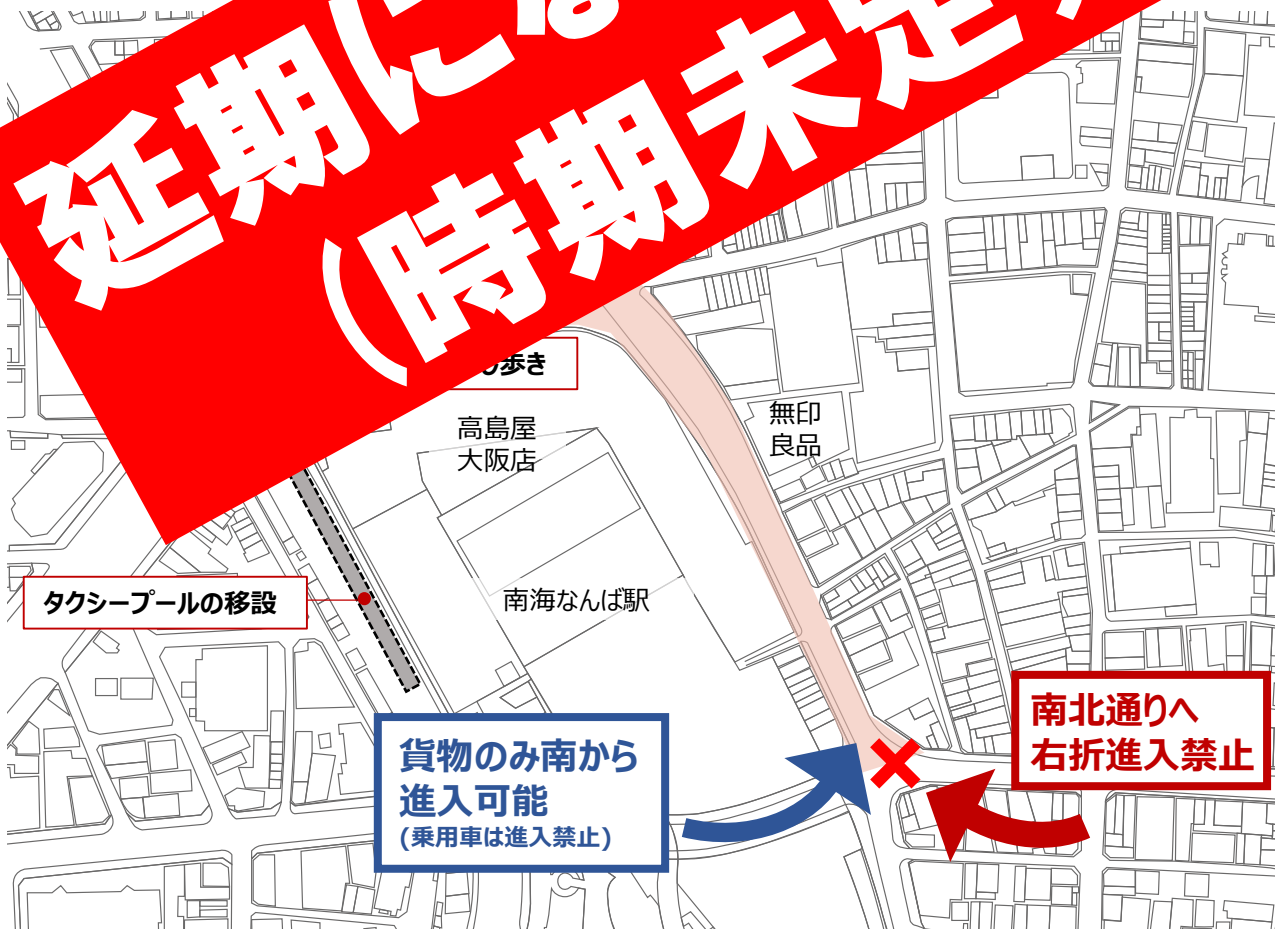 延期にな
(時期未定
歩き
高島屋
大阪店
無印
良品
タクシープールの移設
南海なんば駅
貨物のみ南から
進入可能
(乗用車は進入禁止)
南北通りへ
右折進入禁止